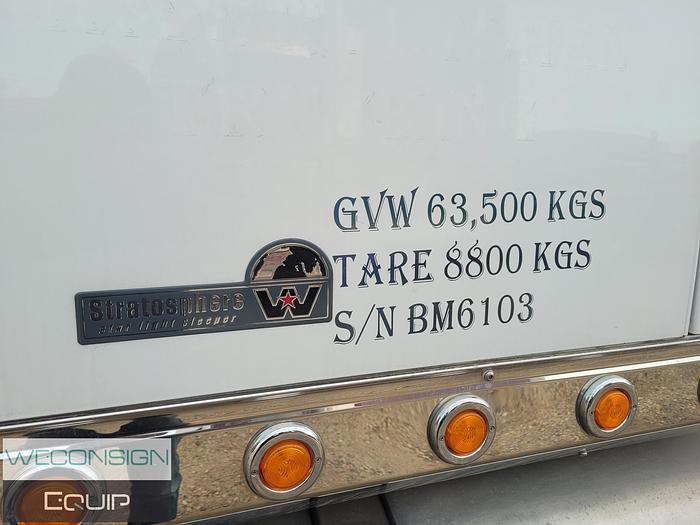 GVW 63,500 KGS
TARE 8800 KGS
S/N BM6103
Stratosphere
star light sleeper
WECONSIGN
EQUIP